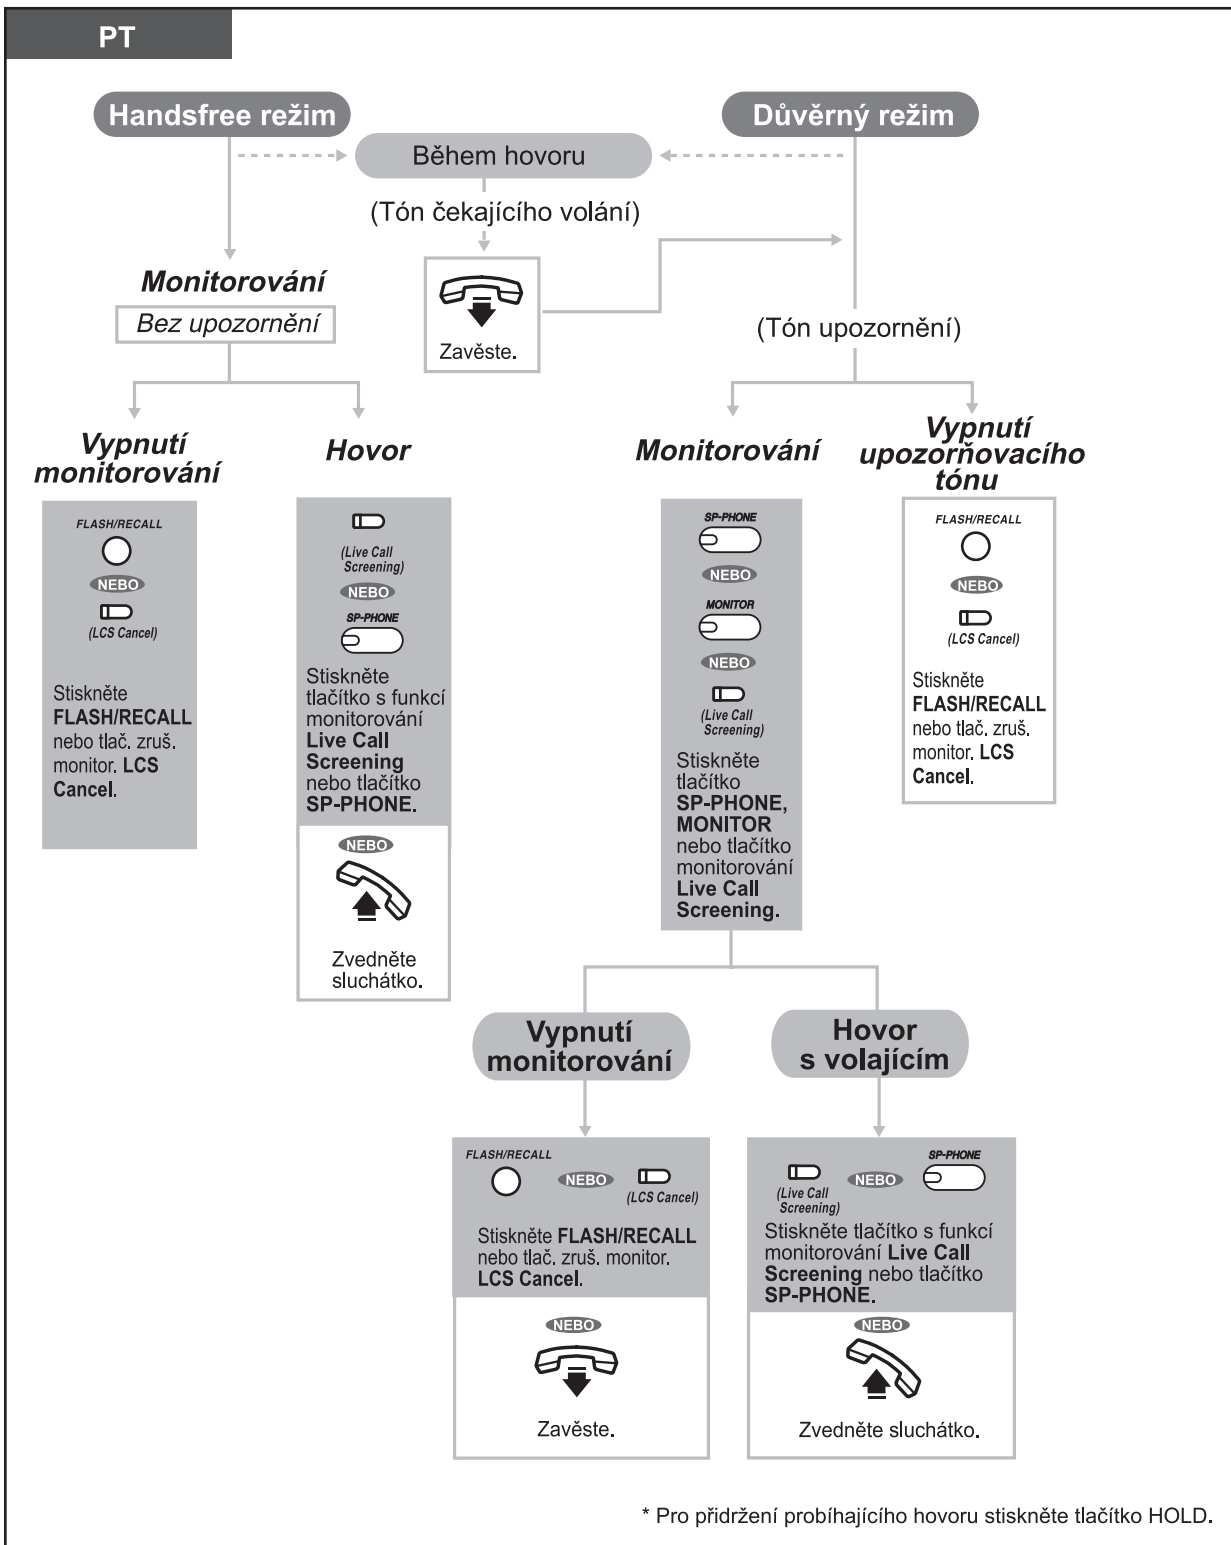 PT
Handsfree režim
Důvěrný režim
Během hovoru
(Tón čekajícího volání)
Monitorování
Bez upozornění
Zavěste.
(Tón upozornění)
Vypnutí
monitorování
FLASH/RECALL
NEBO
(LCS Cancel)
Stiskněte
FLASH/RECALL
nebo tlač. zruš.
monitor. LCS
Cancel.
Hovor
(Live Call
Screening)
NEBO
SP-PHONE
Stiskněte
tlačítko s funkcí
monitorování
Live Call
Screening
nebo tlačítko
SP-PHONE.
NEBO
Zvedněte
sluchátko.
Monitorování
SP-PHONE
NEBO
MONITOR
NEBO
(Live Call
Screening)
Stiskněte
tlačítko
SP-PHONE,
MONITOR
nebo tlačítko
monitorování
Live Call
Screening.
Vypnutí
upozorňovacího
tónu
FLASH/RECALL
NEBO
(LCS Cancel)
Stiskněte
FLASH/RECALL
nebo tlač. zruš.
monitor. LCS
Cancel.
Vypnutí
monitorování
FLASH/RECALL
NEBO
(LCS Cancel)
Stiskněte FLASH/RECALL
nebo tlač. zruš. monitor.
LCS Cancel.
NEBO
Zavěste.
Hovor
s volajícím
(Live Call
Screening)
NEBO
SP-PHONE
Stiskněte tlačítko s funkcí
monitorování Live Call
Screening nebo tlačítko
SP-PHONE.
NEBO
Zvedněte sluchátko.
* Pro přidržení probíhajícího hovoru stiskněte tlačítko HOLD.